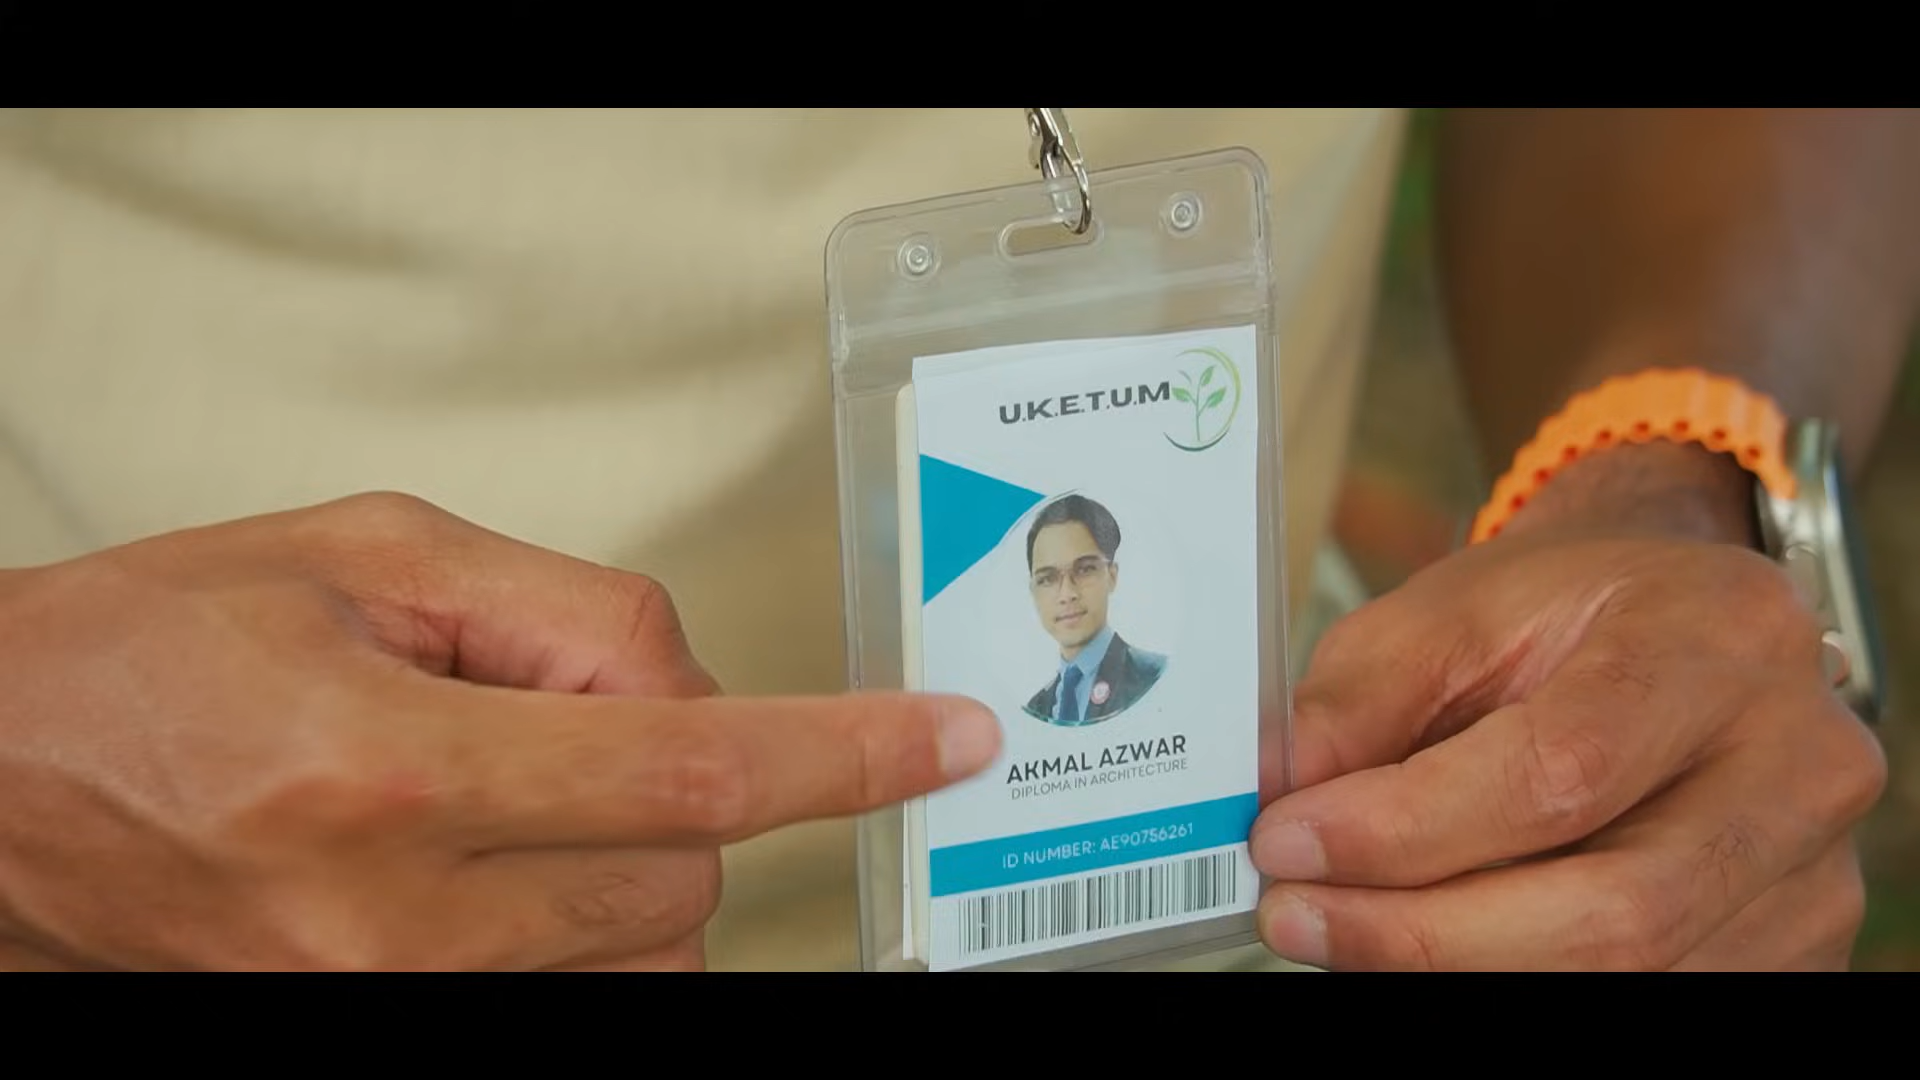 U.K.E.T.U.M
AKMAL AZWAR
DIPLOMA IN ARCHITECTURE
ID NUMBER: AE90756261